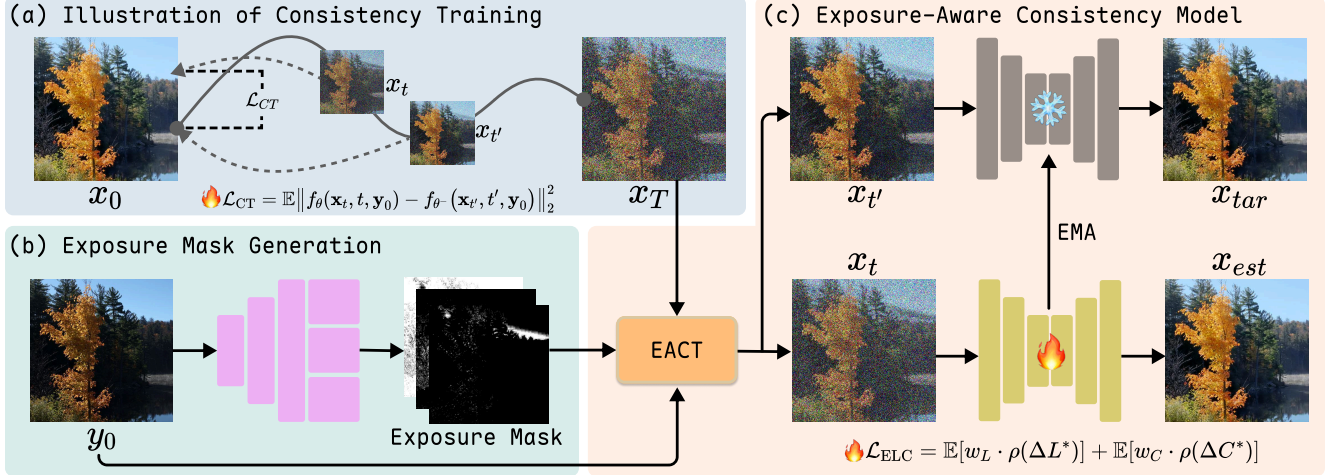 (a) Illustration of Consistency Training
x_0
ℒ_CT
x_t
x_{t'}
x_T
ℒ_CT = 𝔼‖f_θ(𝐱_t, t, 𝐲_0) − f_{θ⁻}(𝐱_{t'}, t', 𝐲_0)‖_2^2
(b) Exposure Mask Generation
y_0
Exposure Mask
EACT
(c) Exposure-Aware Consistency Model
x_{t'}
x_{tar}
EMA
x_t
x_{est}
ℒ_ELC = 𝔼[w_L · ρ(ΔL*)] + 𝔼[w_C · ρ(ΔC*)]